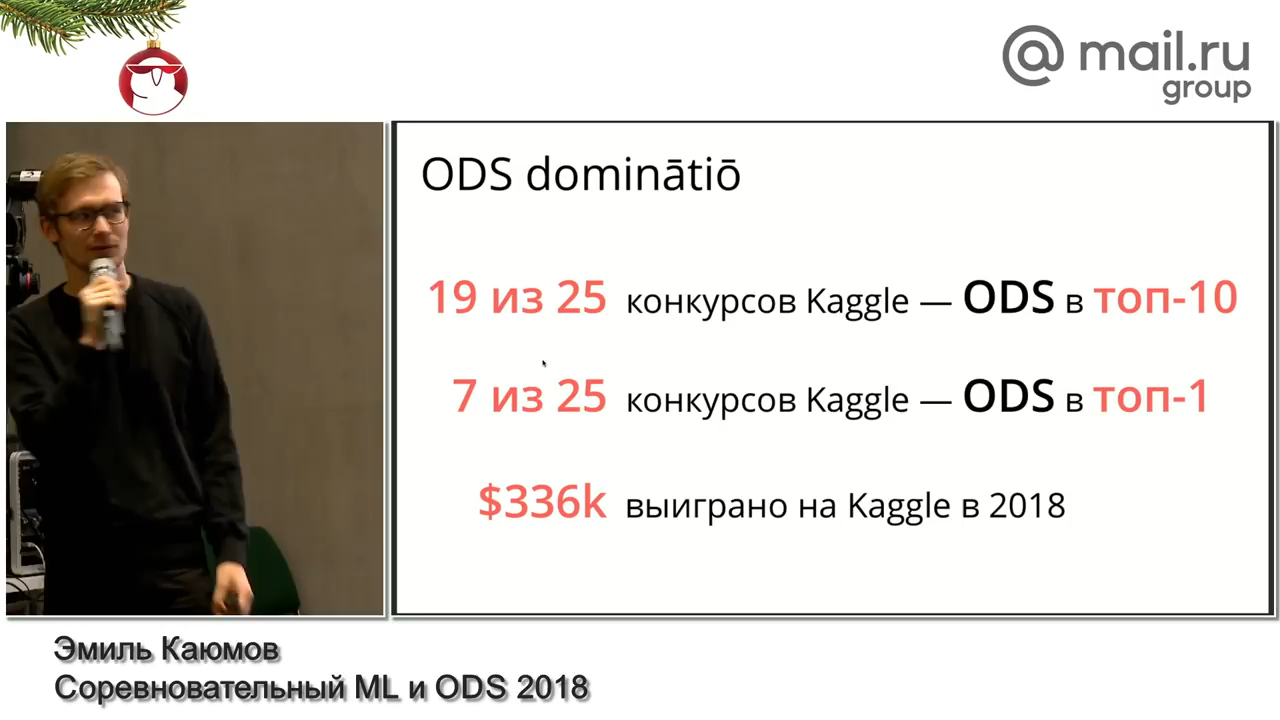 @mail.ru
group
ODS dominātiō
19 из 25 конкурсов Kaggle — ODS в топ-10
7 из 25 конкурсов Kaggle — ODS в топ-1
$336k выиграно на Kaggle в 2018
Эмиль Каюмов
Соревновательный ML и ODS 2018